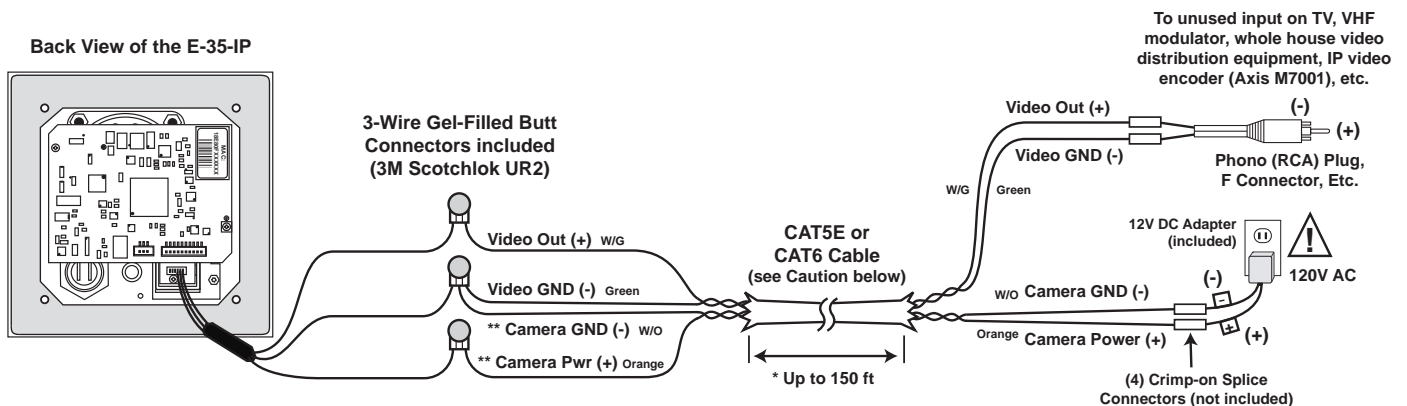 To unused input on TV, VHF
modulator, whole house video
distribution equipment, IP video
encoder (Axis M7001), etc.
Back View of the E-35-IP
3-Wire Gel-Filled Butt
Connectors included
(3M Scotchlok UR2)
MAC
Video Out (+)
(-)
(+)
Video GND (-)
Phono (RCA) Plug,
F Connector, Etc.
W/G
Green
Video Out (+) W/G
CAT5E or
CAT6 Cable
(see Caution below)
12V DC Adapter
(included)
120V AC
Video GND (-) Green
W/O Camera GND (-)
(-)
-
** Camera GND (-) W/O
Orange Camera Power (+)
+
(+)
** Camera Pwr (+) Orange
* Up to 150 ft
(4) Crimp-on Splice
Connectors (not included)